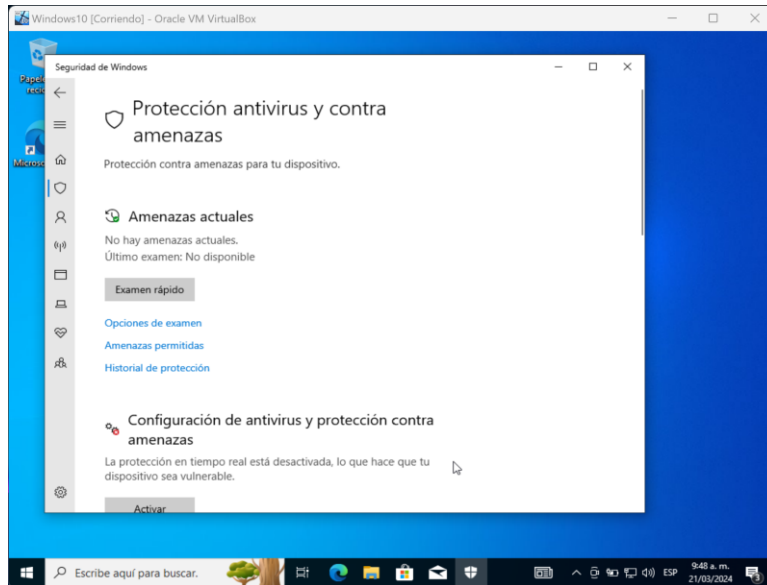 Windows10 [Corriendo] - Oracle VM VirtualBox
Seguridad de Windows
Protección antivirus y contra
amenazas
Protección contra amenazas para tu dispositivo.
Amenazas actuales
No hay amenazas actuales.
Último examen: No disponible
Examen rápido
Opciones de examen
Amenazas permitidas
Historial de protección
Configuración de antivirus y protección contra
amenazas
La protección en tiempo real está desactivada, lo que hace que tu
dispositivo sea vulnerable.
Activar
Escribe aquí para buscar.
ESP
9:48 a. m.
21/03/2024